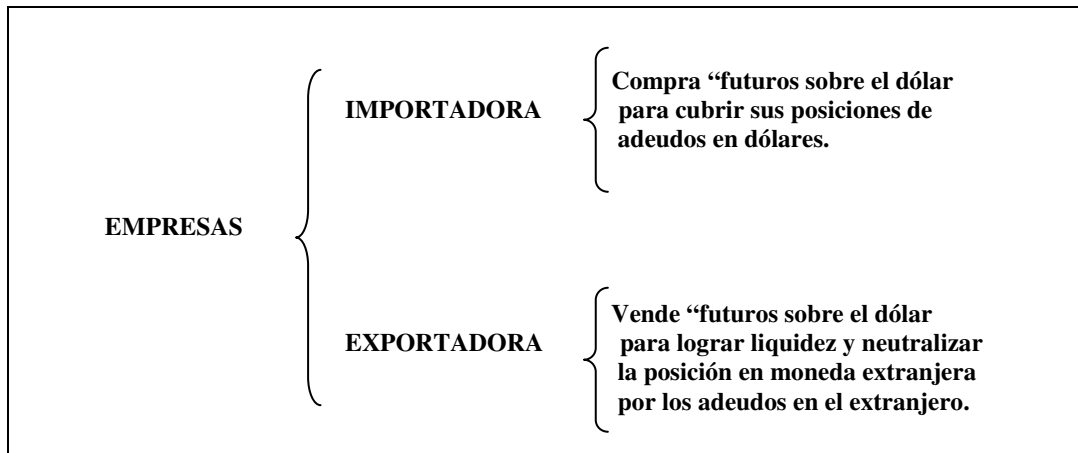 EMPRESAS
IMPORTADORA
Compra “futuros sobre el dólar
para cubrir sus posiciones de
adeudos en dólares.
EXPORTADORA
Vende “futuros sobre el dólar
para lograr liquidez y neutralizar
la posición en moneda extranjera
por los adeudos en el extranjero.